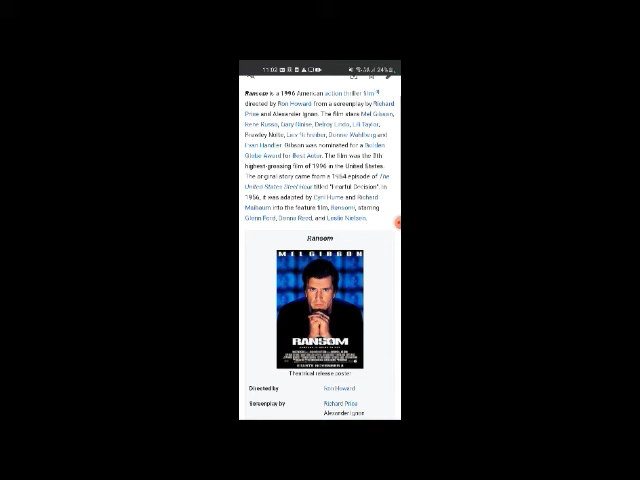 11:02
24%
Ransom is a 1996 American action thriller film
directed by Ron Howard from a screenplay by Richard
Price and Alexander Ignon. The film stars Mel Gibson,
Rene Russo, Gary Sinise, Delroy Lindo, Lili Taylor,
Brawley Nolte, Liev Schreiber, Donnie Wahlberg and
Evan Handler. Gibson was nominated for a Golden
Globe Award for Best Actor. The film was the 5th
highest-grossing film of 1996 in the United States.
The original story came from a 1954 episode of The
United States Steel Hour titled "Fearful Decision". In
1956, it was adapted by Cyril Hume and Richard
Maibaum into the feature film, Ransom!, starring
Glenn Ford, Donna Reed, and Leslie Nielsen.
Ransom
MEL GIBSON
RANSOM
Theatrical release poster
Directed by Ron Howard
Screenplay by Richard Price
Alexander Ignon